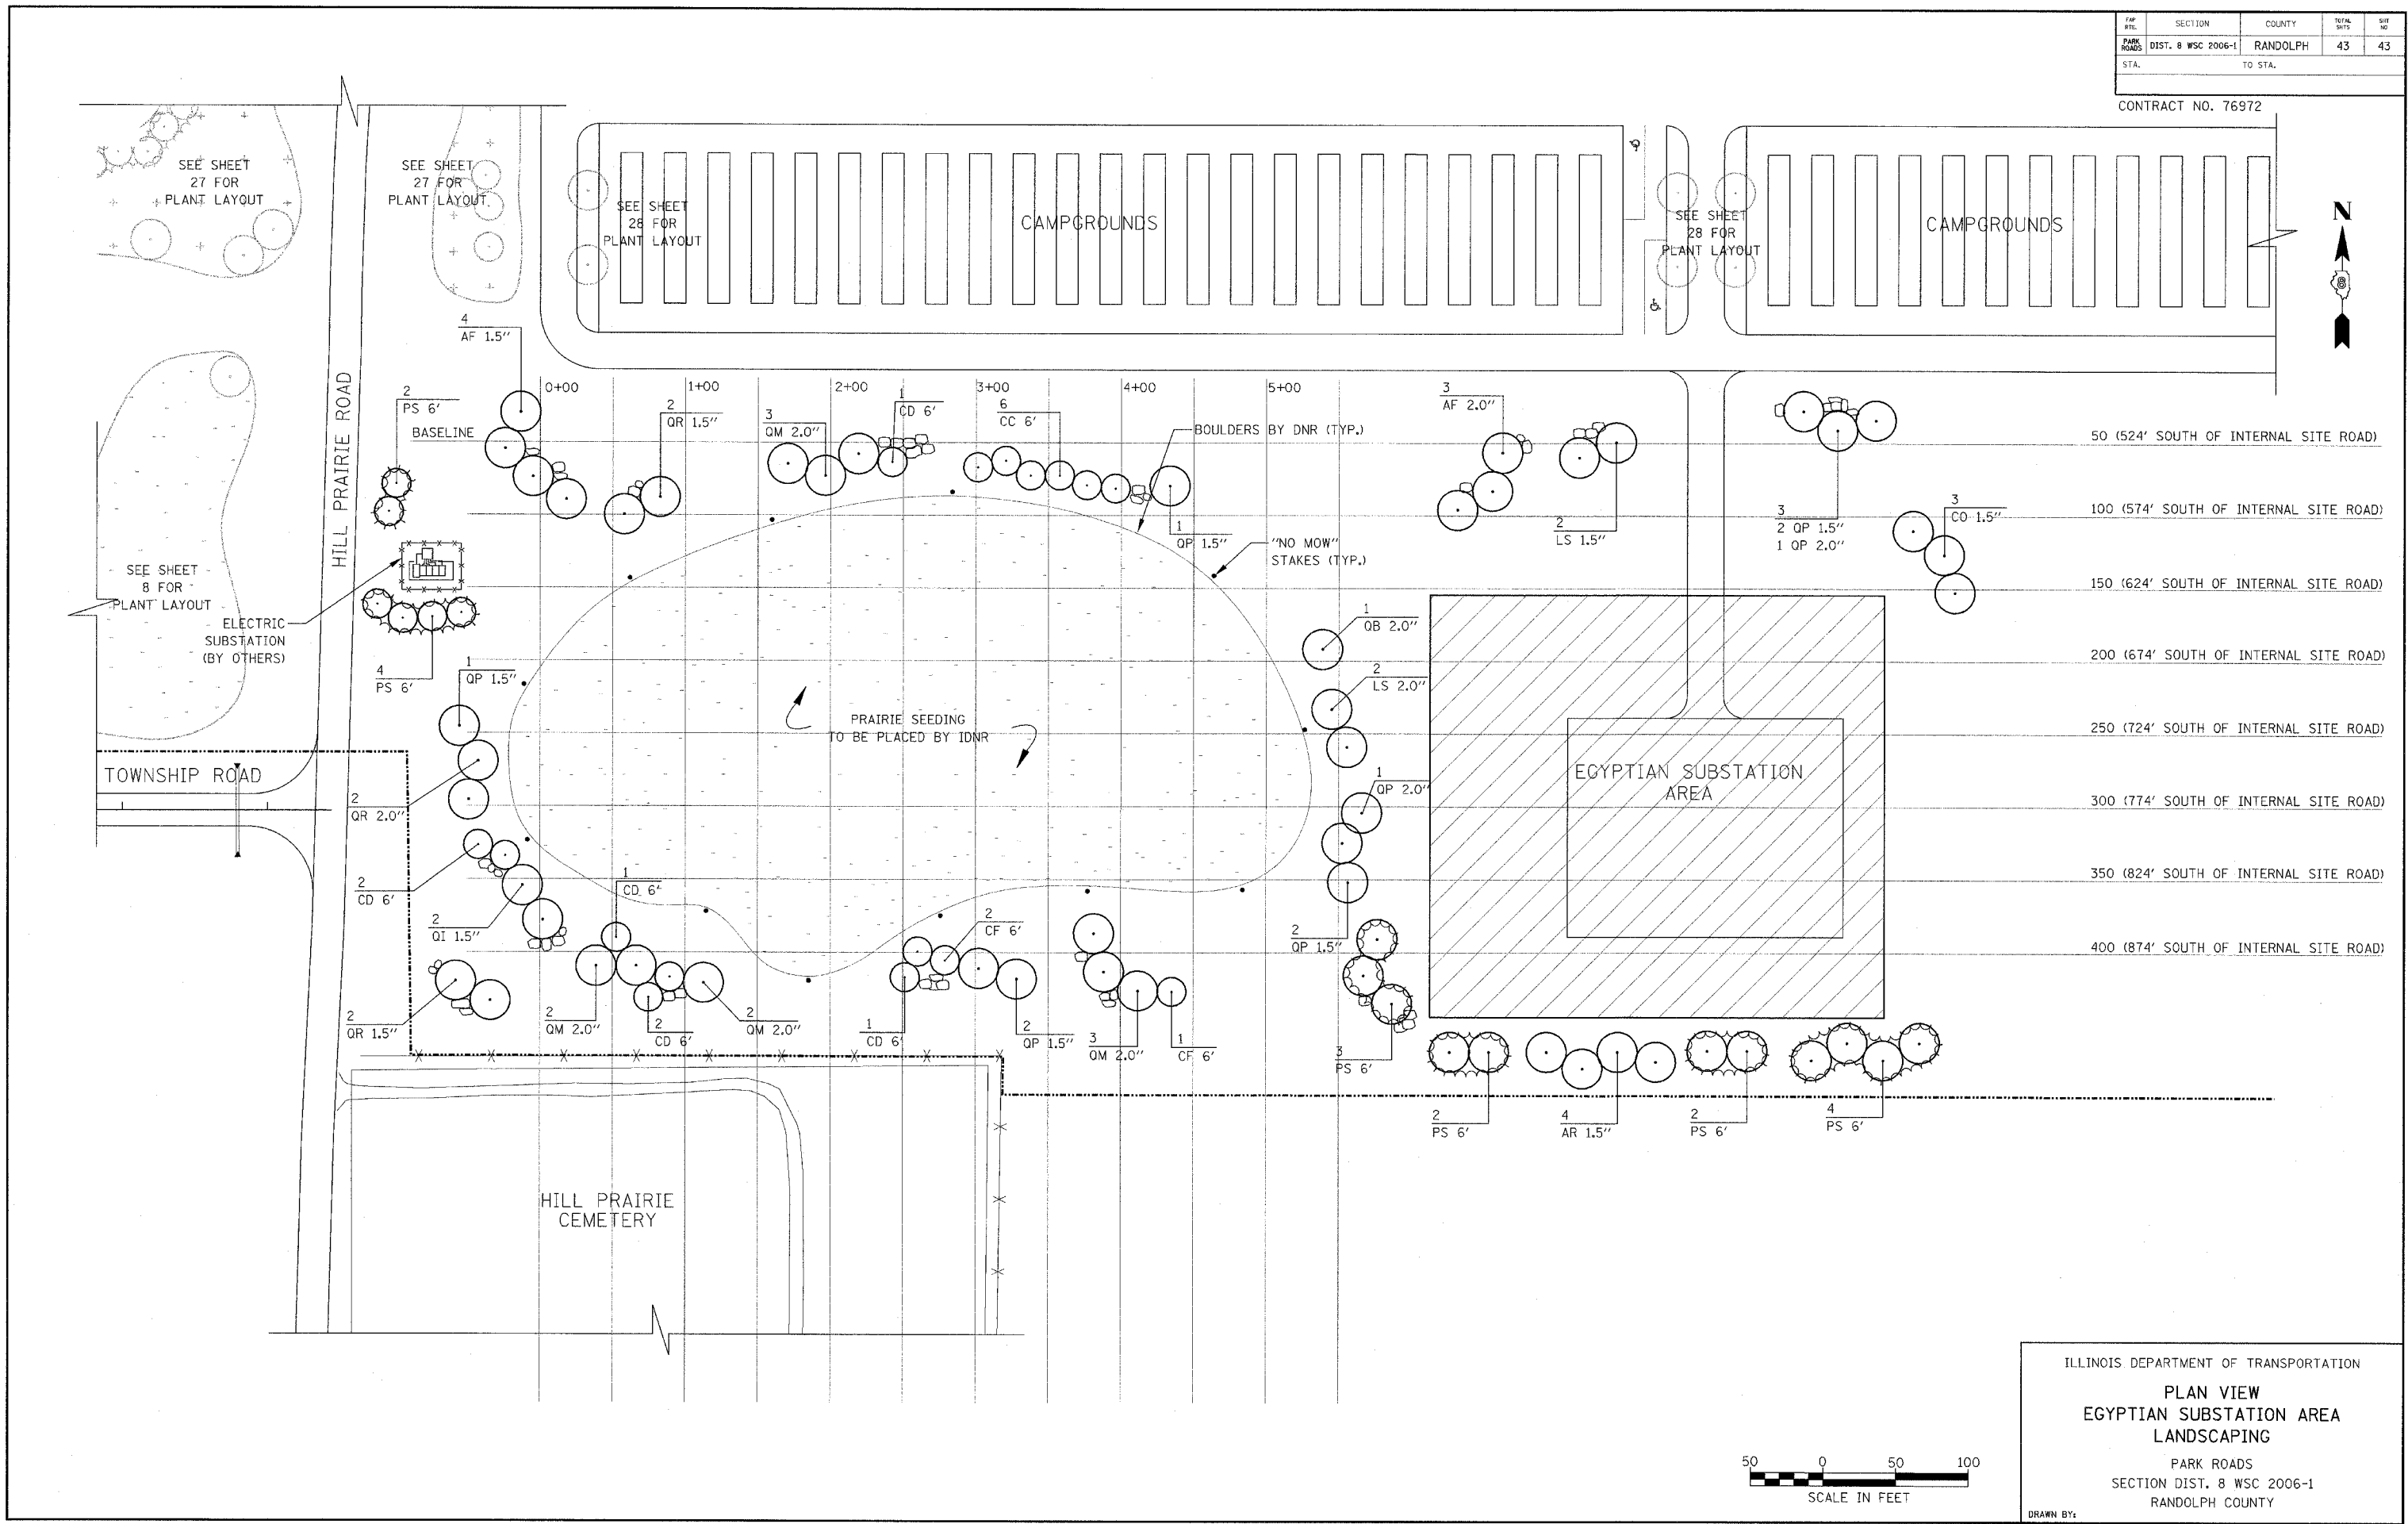 FAP RTE. SECTION COUNTY TOTAL SHTS SHT NO
PARK ROADS DIST. 8 WSC 2006-1 RANDOLPH 43 43
STA. TO STA.
CONTRACT NO. 76972
SEE SHEET
27 FOR
PLANT LAYOUT
SEE SHEET
27 FOR
PLANT LAYOUT
SEE SHEET
28 FOR
PLANT LAYOUT
CAMPGROUNDS
SEE SHEET
28 FOR
PLANT LAYOUT
CAMPGROUNDS
N
8
4
AF 1.5"
2
PS 6'
BASELINE
HILL PRAIRIE ROAD
0+00
1+00
2+00
3+00
4+00
5+00
2
QR 1.5"
3
QM 2.0"
1
CD 6'
6
CC 6'
BOULDERS BY DNR (TYP.)
3
AF 2.0"
50 (524' SOUTH OF INTERNAL SITE ROAD)
1
QP 1.5"
"NO MOW"
STAKES (TYP.)
2
LS 1.5"
3
2 QP 1.5"
1 QP 2.0"
3
CO 1.5"
100 (574' SOUTH OF INTERNAL SITE ROAD)
SEE SHEET
8 FOR
PLANT LAYOUT
150 (624' SOUTH OF INTERNAL SITE ROAD)
ELECTRIC
SUBSTATION
(BY OTHERS)
4
PS 6'
1
QP 1.5"
1
QB 2.0"
200 (674' SOUTH OF INTERNAL SITE ROAD)
2
LS 2.0"
PRAIRIE SEEDING
TO BE PLACED BY IDNR
250 (724' SOUTH OF INTERNAL SITE ROAD)
TOWNSHIP ROAD
2
QR 2.0"
1
QP 2.0"
EGYPTIAN SUBSTATION
AREA
300 (774' SOUTH OF INTERNAL SITE ROAD)
2
CD 6'
1
CD 6'
350 (824' SOUTH OF INTERNAL SITE ROAD)
2
QI 1.5"
2
CF 6'
2
QP 1.5"
400 (874' SOUTH OF INTERNAL SITE ROAD)
2
QR 1.5"
2
QM 2.0"
2
CD 6'
2
QM 2.0"
1
CD 6'
2
QP 1.5"
3
QM 2.0"
1
CF 6'
3
PS 6'
2
PS 6'
4
AR 1.5"
2
PS 6'
4
PS 6'
HILL PRAIRIE
CEMETERY
50 0 50 100
SCALE IN FEET
ILLINOIS DEPARTMENT OF TRANSPORTATION
PLAN VIEW
EGYPTIAN SUBSTATION AREA
LANDSCAPING
PARK ROADS
SECTION DIST. 8 WSC 2006-1
RANDOLPH COUNTY
DRAWN BY: